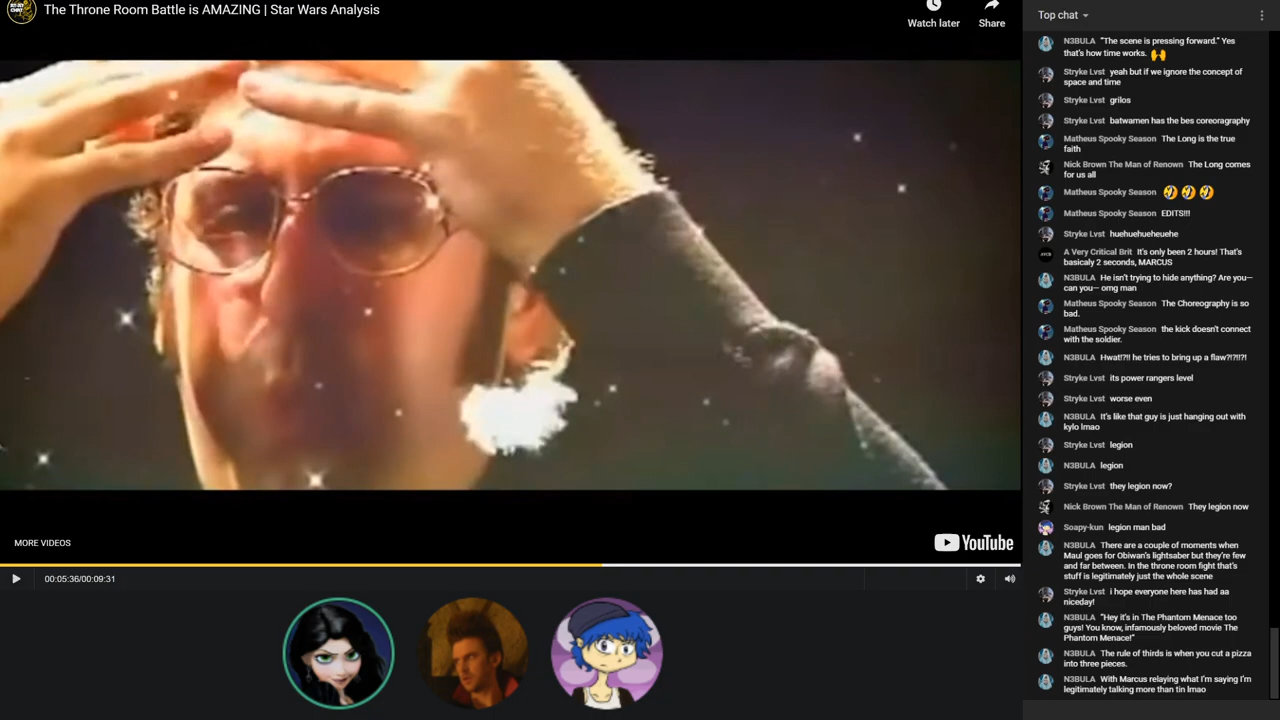 The Throne Room Battle is AMAZING | Star Wars Analysis
Watch later
Share
MORE VIDEOS
YouTube
00:05:36/00:09:31
Top chat
N3BULA "The scene is pressing forward." Yes
that's how time works. 🙌
Stryke Lvst yeah but if we ignore the concept of
space and time
Stryke Lvst grilos
Stryke Lvst batwamen has the bes coreoragraphy
Matheus Spooky Season The Long is the true
faith
Nick Brown The Man of Renown The Long comes
for us all
Matheus Spooky Season 🤣 🤣 🤣
Matheus Spooky Season EDITS!!!
Stryke Lvst huehuehueheuehe
A Very Critical Brit It's only been 2 hours! That's
basicaly 2 seconds, MARCUS
N3BULA He isn't trying to hide anything? Are you—
can you— omg man
Matheus Spooky Season The Choreography is so
bad.
Matheus Spooky Season the kick doesn't connect
with the soldier.
N3BULA Hwat!?!! he tries to bring up a flaw?!?!!?!
Stryke Lvst its power rangers level
Stryke Lvst worse even
N3BULA It's like that guy is just hanging out with
kylo lmao
Stryke Lvst legion
N3BULA legion
Stryke Lvst they legion now?
Nick Brown The Man of Renown They legion now
Soapy-kun legion man bad
N3BULA There are a couple of moments when
Maul goes for Obiwan's lightsaber but they're few
and far between. In the throne room fight that's
stuff is legitimately just the whole scene
Stryke Lvst i hope everyone here has had aa
niceday!
N3BULA "Hey it's in The Phantom Menace too
guys! You know, infamously beloved movie The
Phantom Menace!"
N3BULA The rule of thirds is when you cut a pizza
into three pieces.
N3BULA With Marcus relaying what I'm saying I'm
legitimately talking more than tin lmao